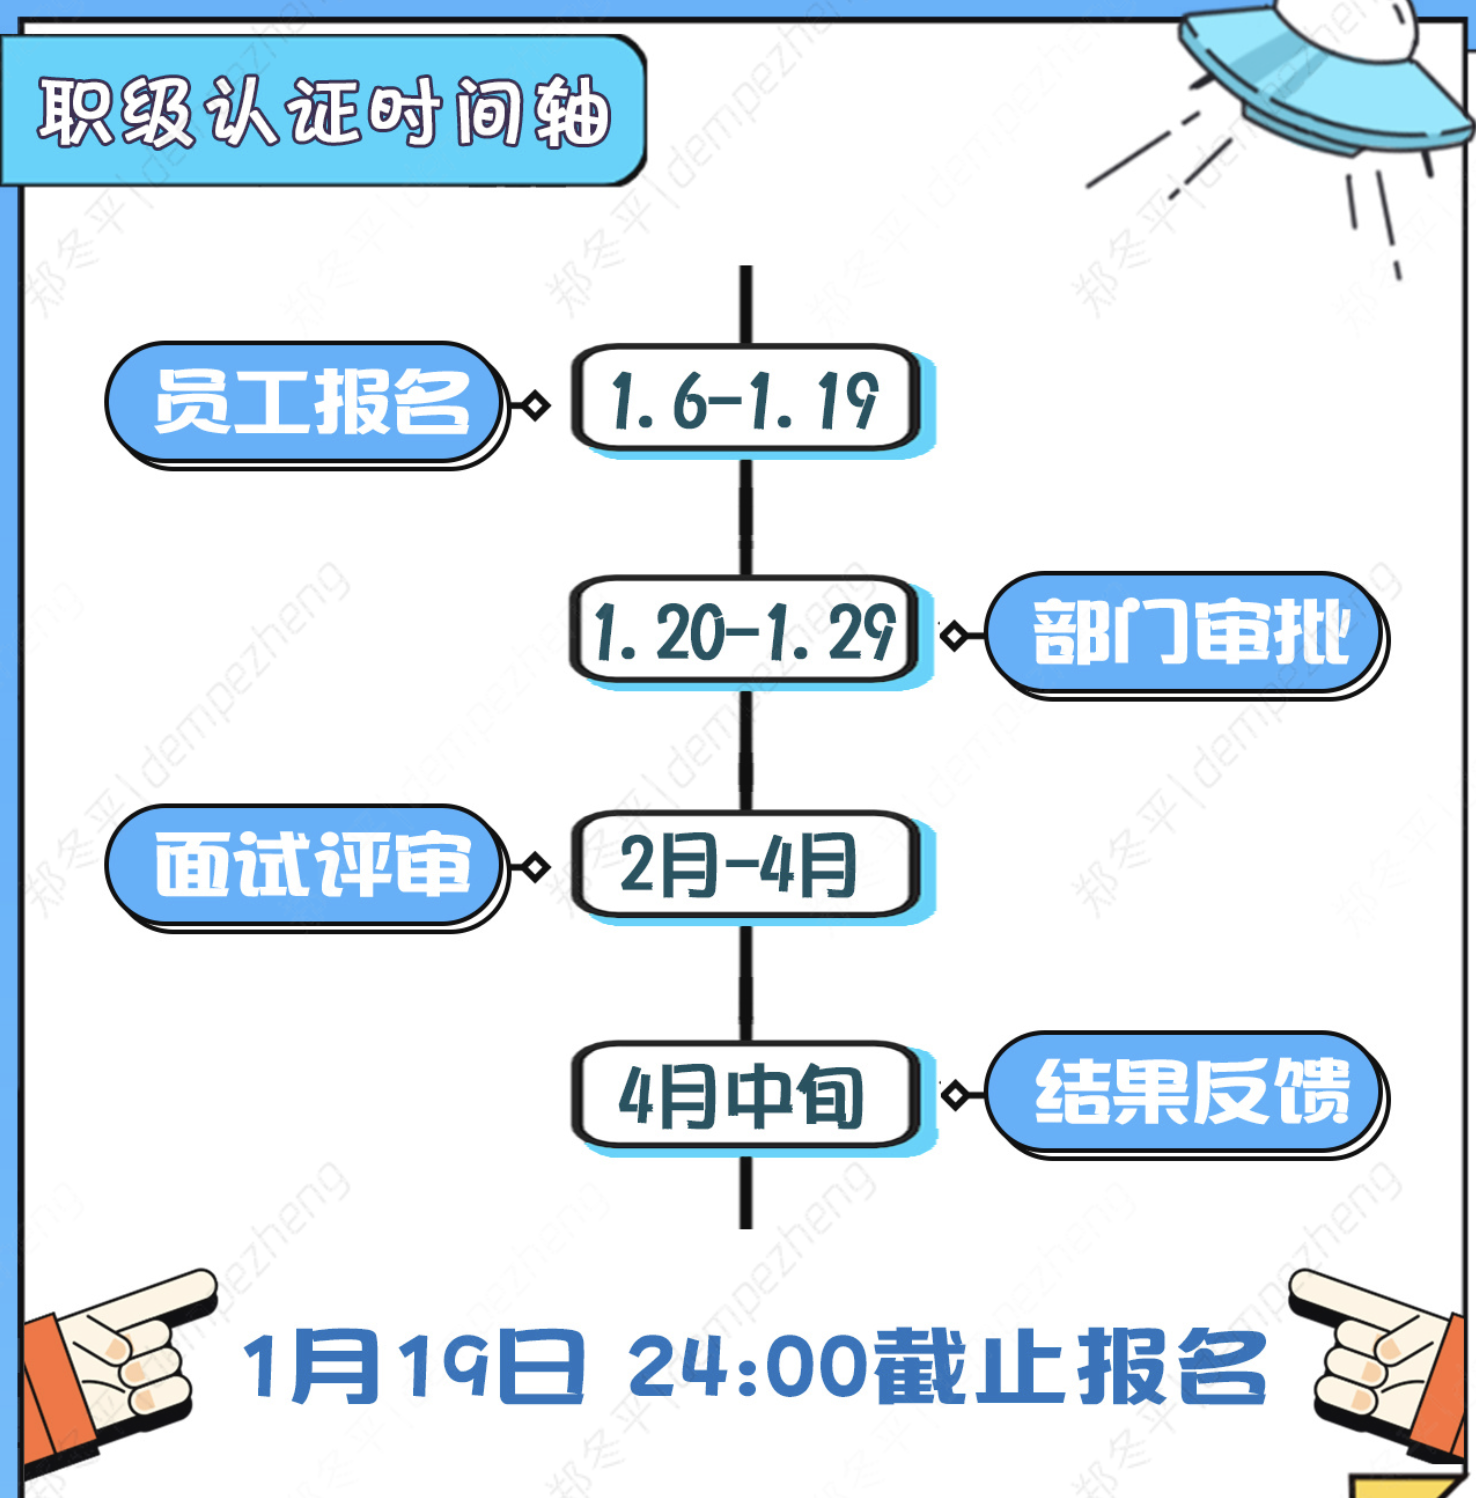 职级认证时间轴
员工报名
1.6-1.19
1.20-1.29
部门审批
面试评审
2月-4月
4月中旬
结果反馈
1月19日 24:00截止报名
郑冬平|dempezheng